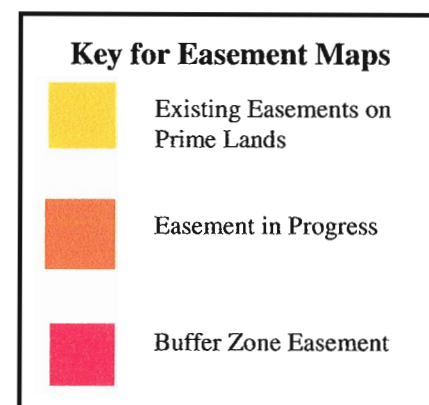 Key for Easement Maps
Existing Easements on
Prime Lands
Easement in Progress
Buffer Zone Easement